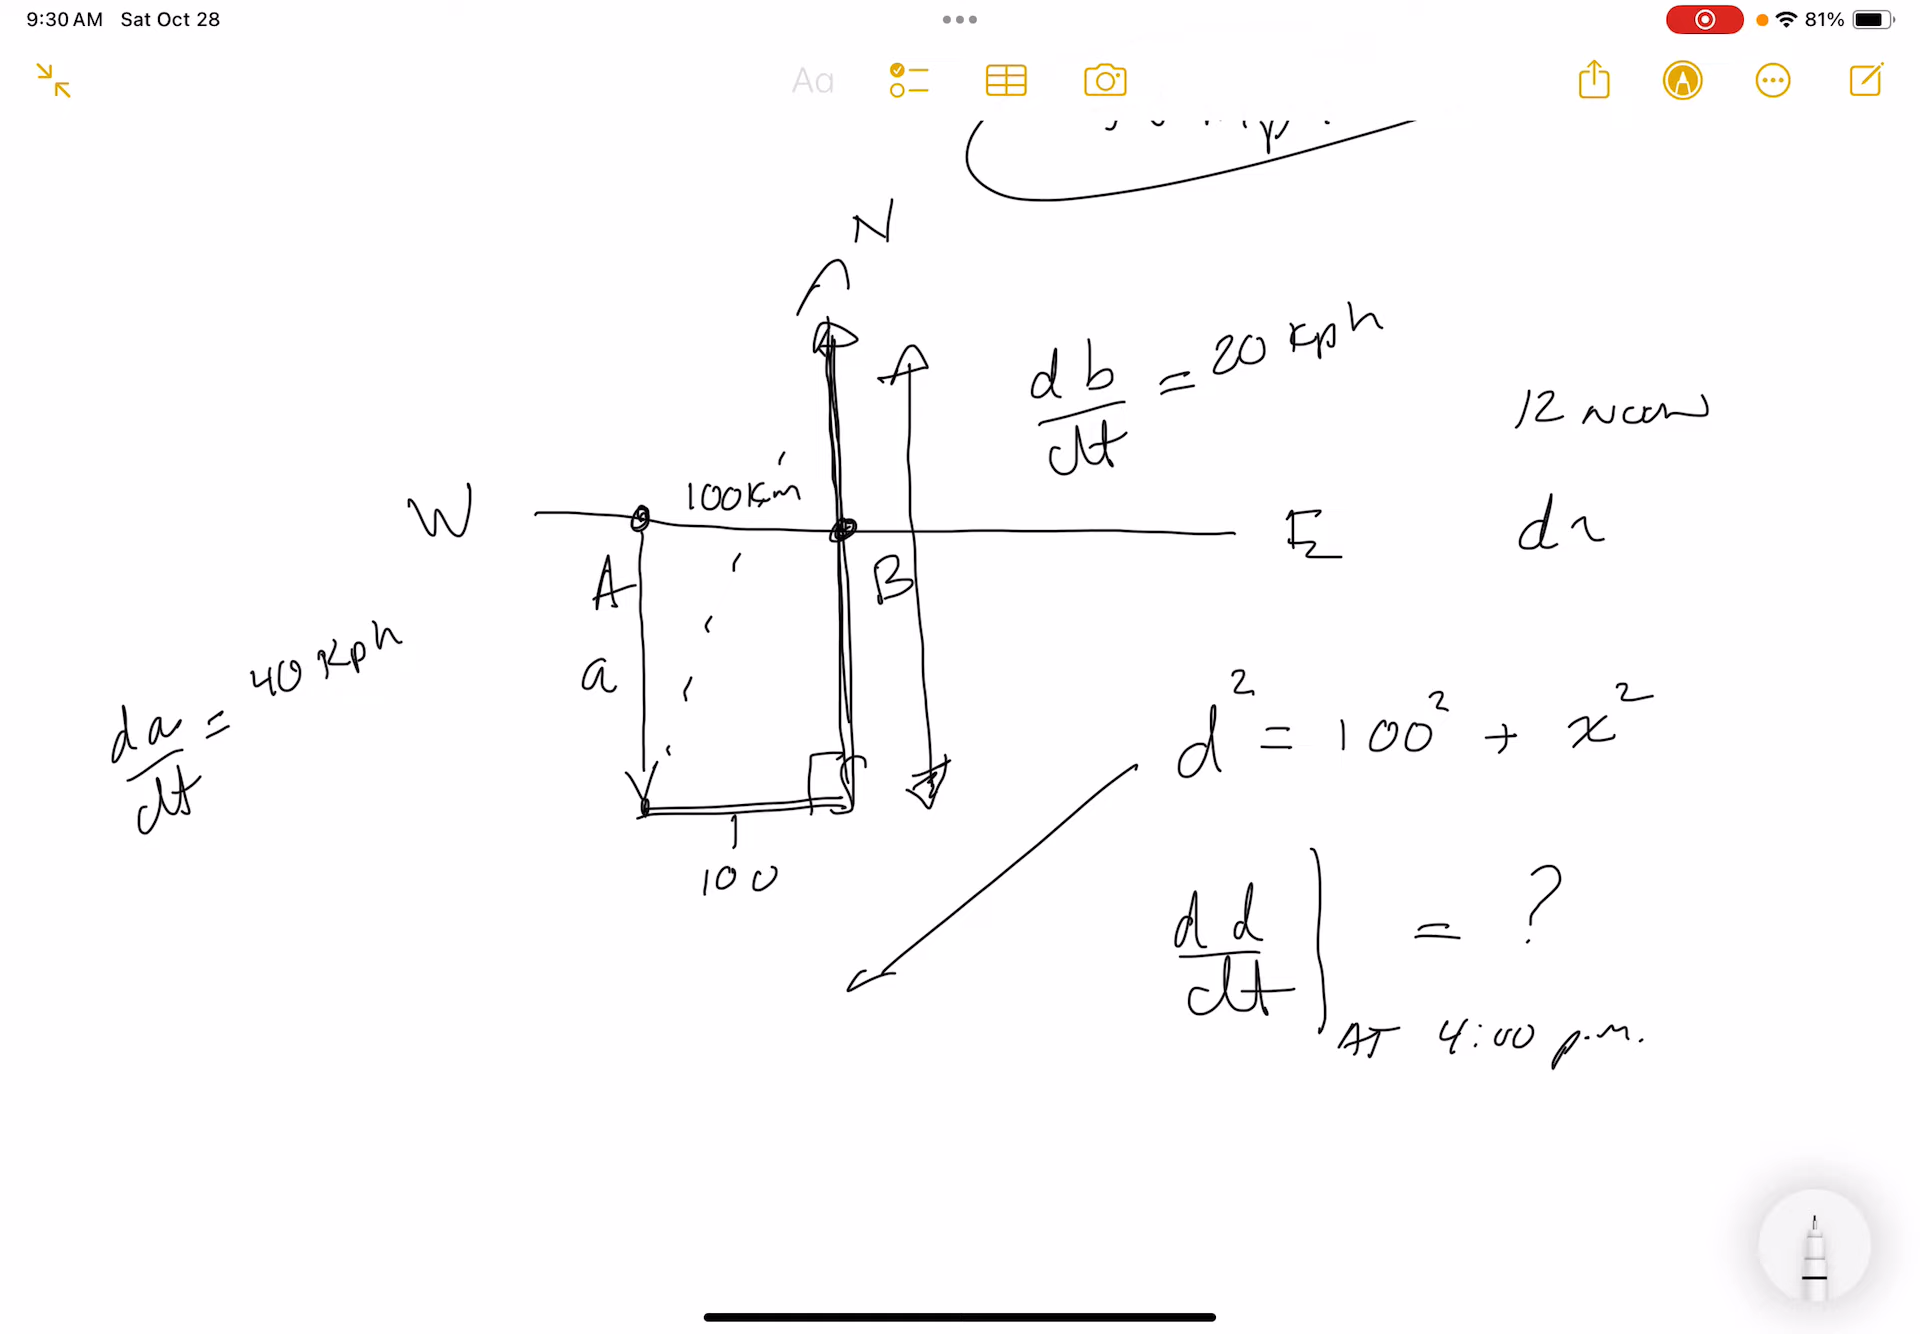 9:30 AM Sat Oct 28
81%
Aa
N
db/dt = 20 kph
12 noon
W
100km
E
A
B
a
da/dt = 40 kph
d² = 100² + x²
100
dd/dt | = ?
AT 4:00 p.m.